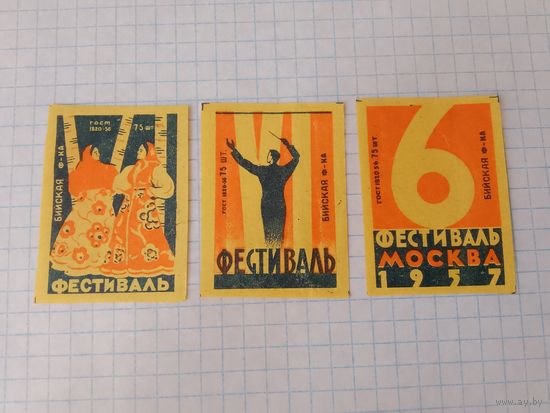 ГОСТ
1820-56 75 шт
БИЙСКАЯ Ф-КА
ФЕСТИВАЛЬ
ГОСТ 1820-56 75 ШТ
БИЙСКАЯ Ф-КА
ФЕСТИВАЛЬ
6
ГОСТ 1820 56 75 ШТ
БИЙСКАЯ Ф-КА
ФЕСТИВАЛЬ
МОСКВА
1957
www.ay.by